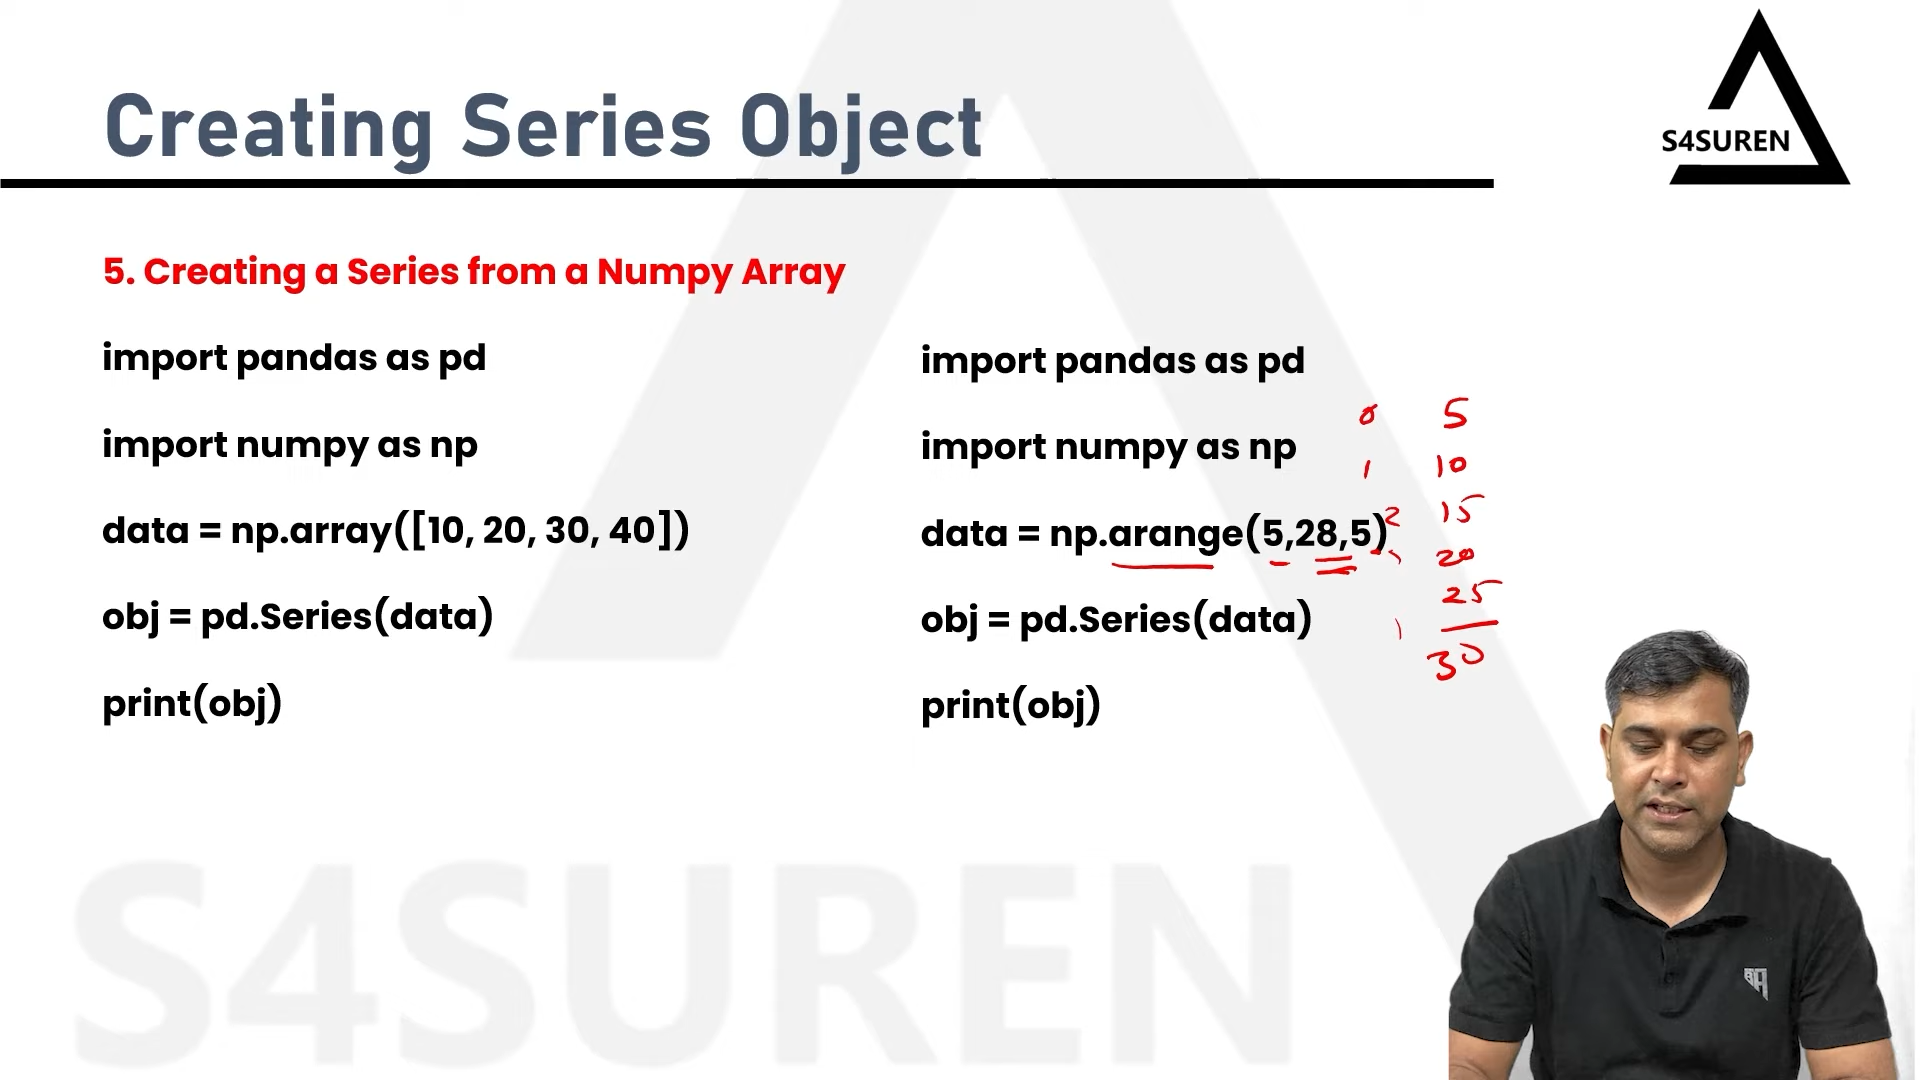 Creating Series Object
S4SUREN
5. Creating a Series from a Numpy Array
import pandas as pd
import numpy as np
data = np.array([10, 20, 30, 40])
obj = pd.Series(data)
print(obj)
import pandas as pd
import numpy as np
data = np.arange(5,28,5)
obj = pd.Series(data)
print(obj)
0 5
1 10
2 15
20
25
30
S4SUREN